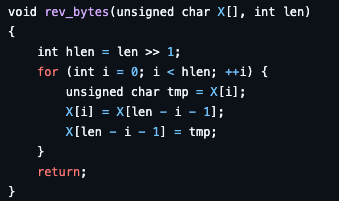 void rev_bytes(unsigned char X[], int len)
{
    int hlen = len >> 1;
    for (int i = 0; i < hlen; ++i) {
        unsigned char tmp = X[i];
        X[i] = X[len - i - 1];
        X[len - i - 1] = tmp;
    }
    return;
}